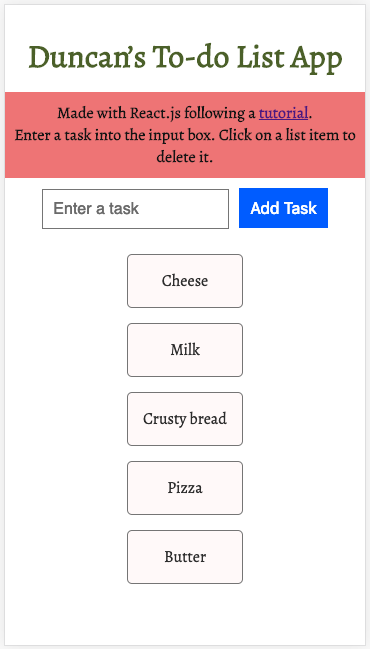 Duncan’s To-do List App
Made with React.js following a tutorial.
Enter a task into the input box. Click on a list item to
delete it.
Enter a task Add Task
Cheese
Milk
Crusty bread
Pizza
Butter